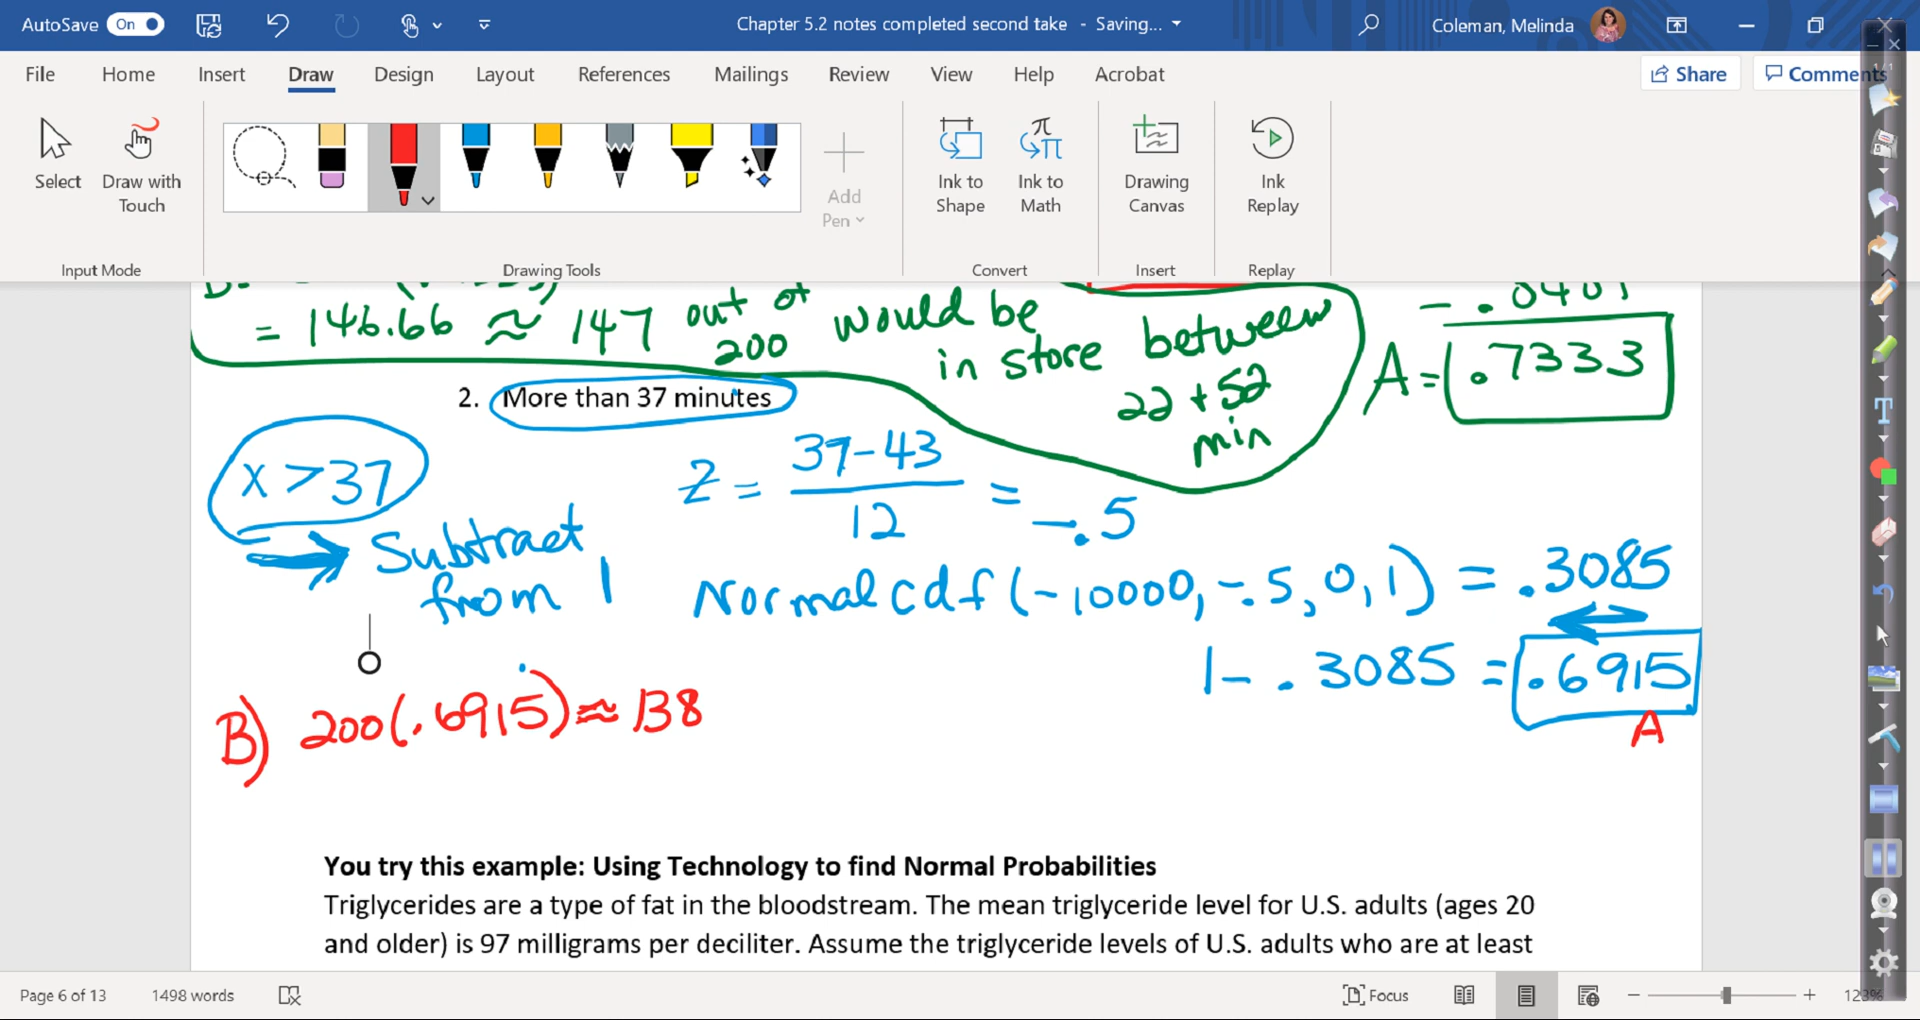 AutoSave On Chapter 5.2 notes completed second take - Saving... Coleman, Melinda
File Home Insert Draw Design Layout References Mailings Review View Help Acrobat Share Comments
Select Draw with Touch Add Pen Ink to Shape Ink to Math Drawing Canvas Ink Replay
Input Mode Drawing Tools Convert Insert Replay
= 146.66 ≈ 147 out of 200 would be in store between 22 + 52 min
- .0401
A = .7333
2. More than 37 minutes
x > 37
→ Subtract from 1
Z = 37-43 / 12 = -.5
Normalcdf(-10000, -.5, 0, 1) = .3085
1 - .3085 = .6915
A
B) 200(.6915) ≈ 138
You try this example: Using Technology to find Normal Probabilities
Triglycerides are a type of fat in the bloodstream. The mean triglyceride level for U.S. adults (ages 20
and older) is 97 milligrams per deciliter. Assume the triglyceride levels of U.S. adults who are at least
Page 6 of 13 1498 words Focus 123%